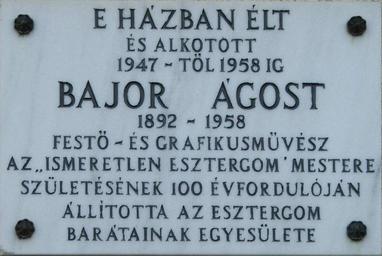 E HÁZBAN ÉLT
ÉS ALKOTOTT
1947-TŐL 1958 IG
BAJOR ÁGOST
1892-1958
FESTŐ-ÉS GRAFIKUSMŰVÉSZ
AZ „ISMERETLEN ESZTERGOM" MESTERE
SZÜLETÉSÉNEK 100 ÉVFORDULÓJÁN
ÁLLÍTOTTA AZ ESZTERGOM
BARÁTAINAK EGYESÜLETE